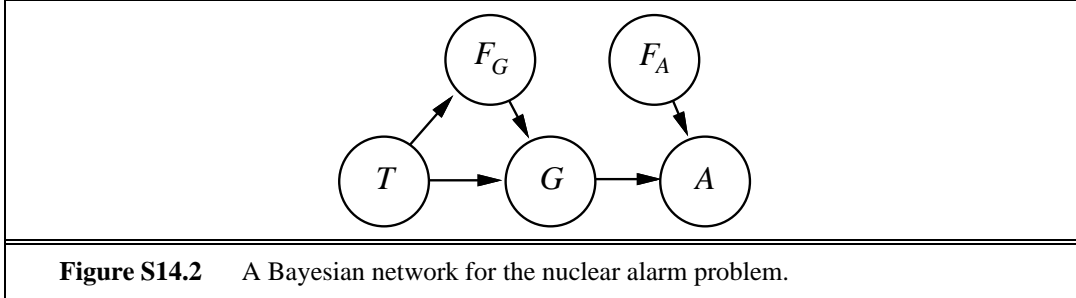 F_G F_A
T G A
Figure S14.2 A Bayesian network for the nuclear alarm problem.